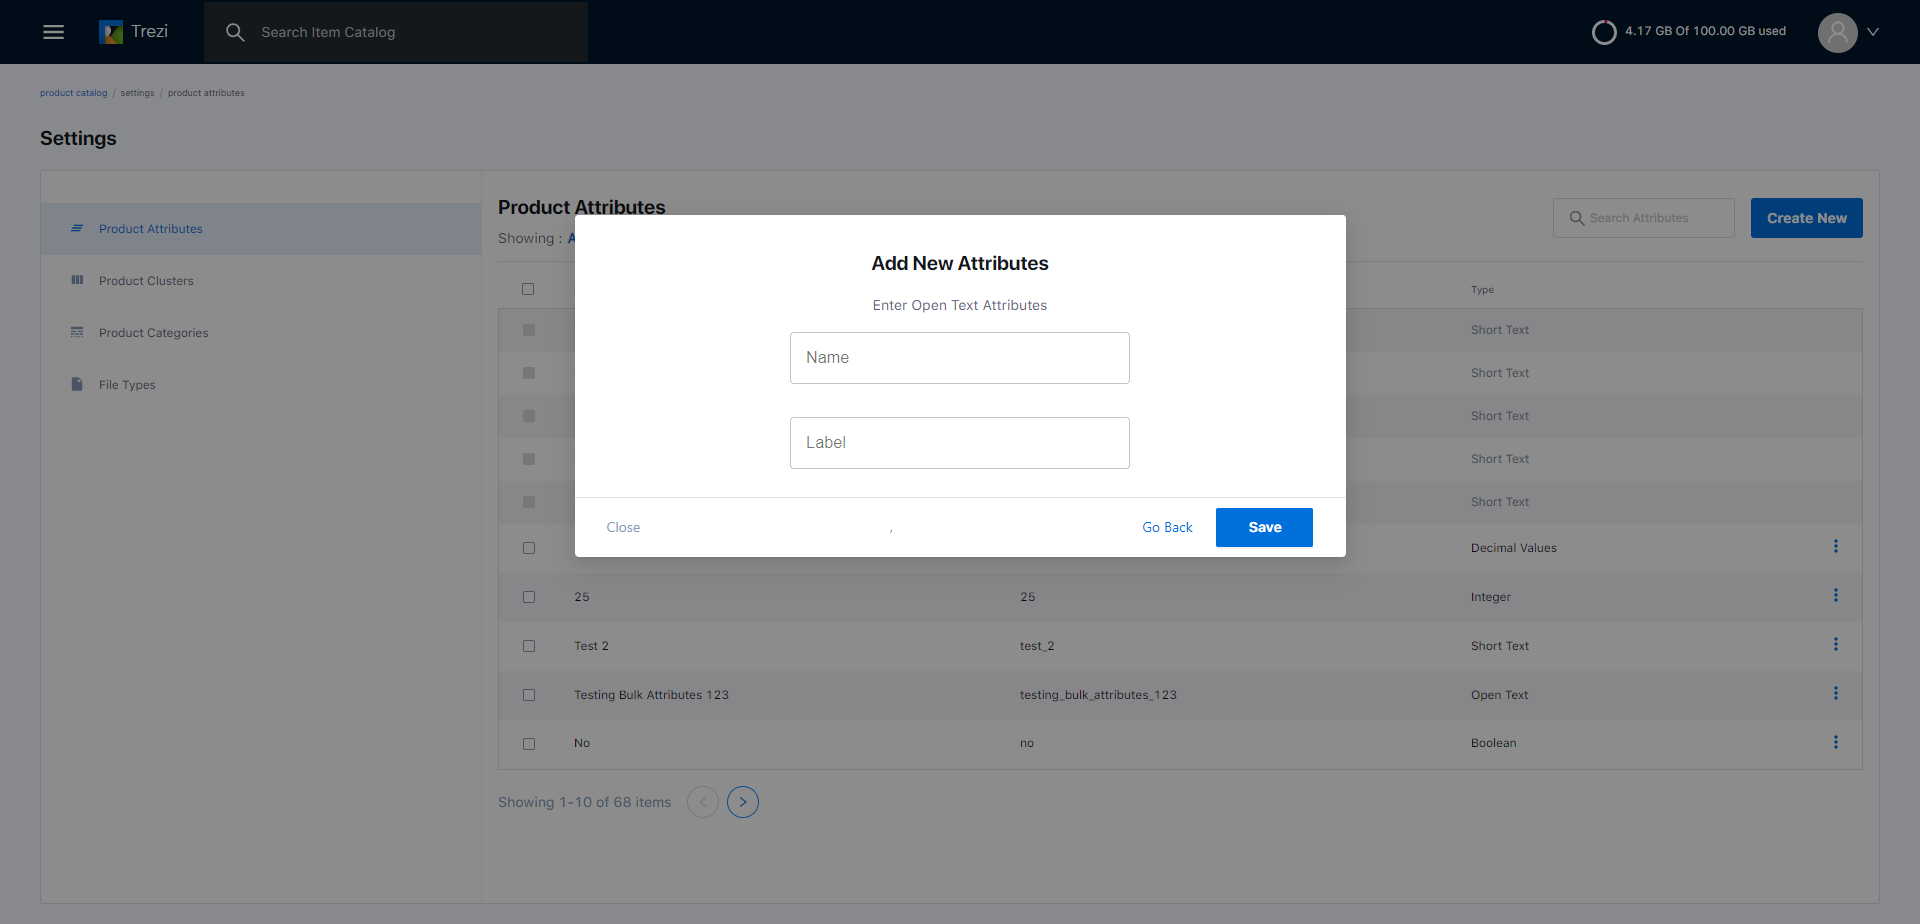 Trezi
Search Item Catalog
4.17 GB Of 100.00 GB used
product catalog / settings / product attributes
Settings
Product Attributes
Product Clusters
Product Categories
File Types
Product Attributes
Showing : A
Search Attributes
Create New
Type
Short Text
Short Text
Short Text
Short Text
Short Text
Decimal Values
25 25 Integer
Test 2 test_2 Short Text
Testing Bulk Attributes 123 testing_bulk_attributes_123 Open Text
No no Boolean
Showing 1-10 of 68 items
Add New Attributes
Enter Open Text Attributes
Name
Label
Close , Go Back Save